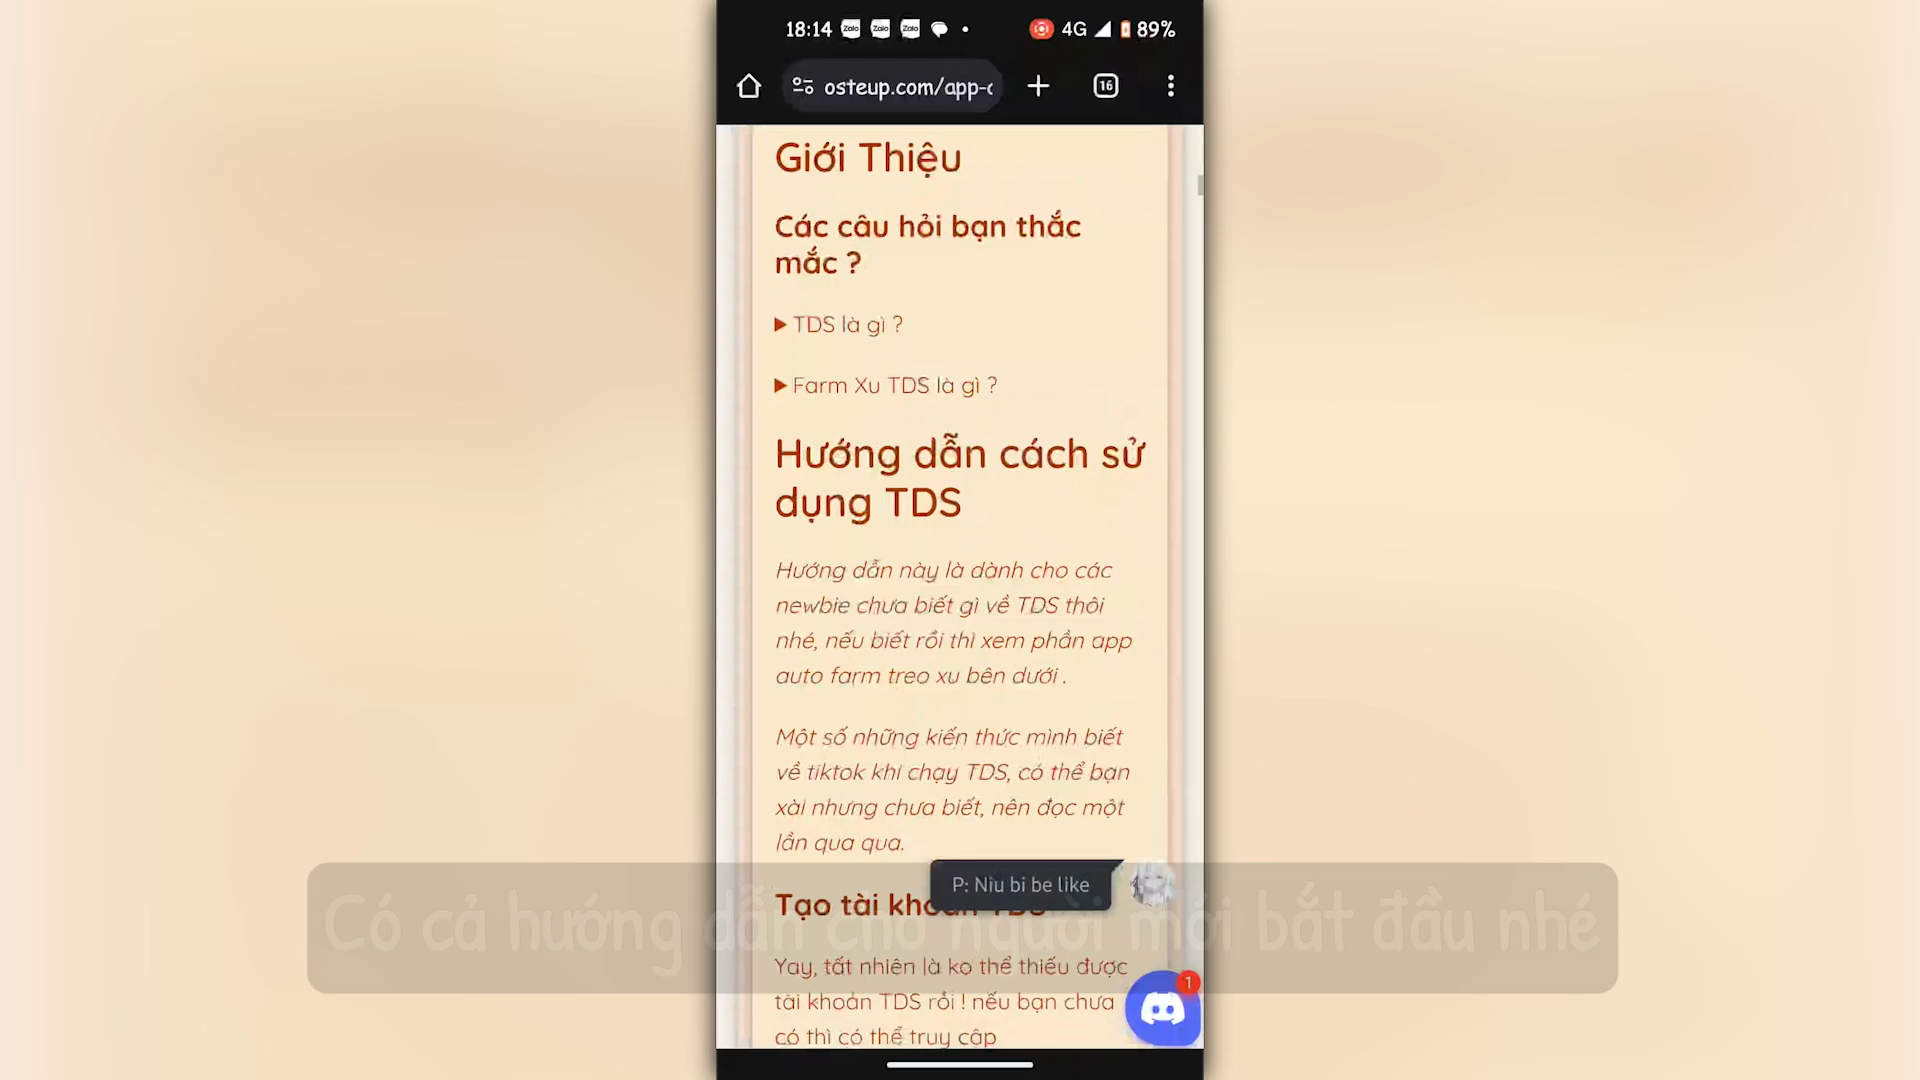 18:14
4G 89%
osteup.com/app-c
16
Giới Thiệu
Các câu hỏi bạn thắc
mắc ?
TDS là gì ?
Farm Xu TDS là gì ?
Hướng dẫn cách sử
dụng TDS
Hướng dẫn này là dành cho các
newbie chưa biết gì về TDS thôi
nhé, nếu biết rồi thì xem phần app
auto farm treo xu bên dưới .
Một số những kiến thức mình biết
về tiktok khi chạy TDS, có thể bạn
xài nhưng chưa biết, nên đọc một
lần qua qua.
P: Niu bi be like
Tạo tài khoản TDS
Có cả hướng dẫn cho người mới bắt đầu nhé
Yay, tất nhiên là ko thể thiếu được
tài khoản TDS rồi ! nếu bạn chưa
có thì có thể truy cập
1